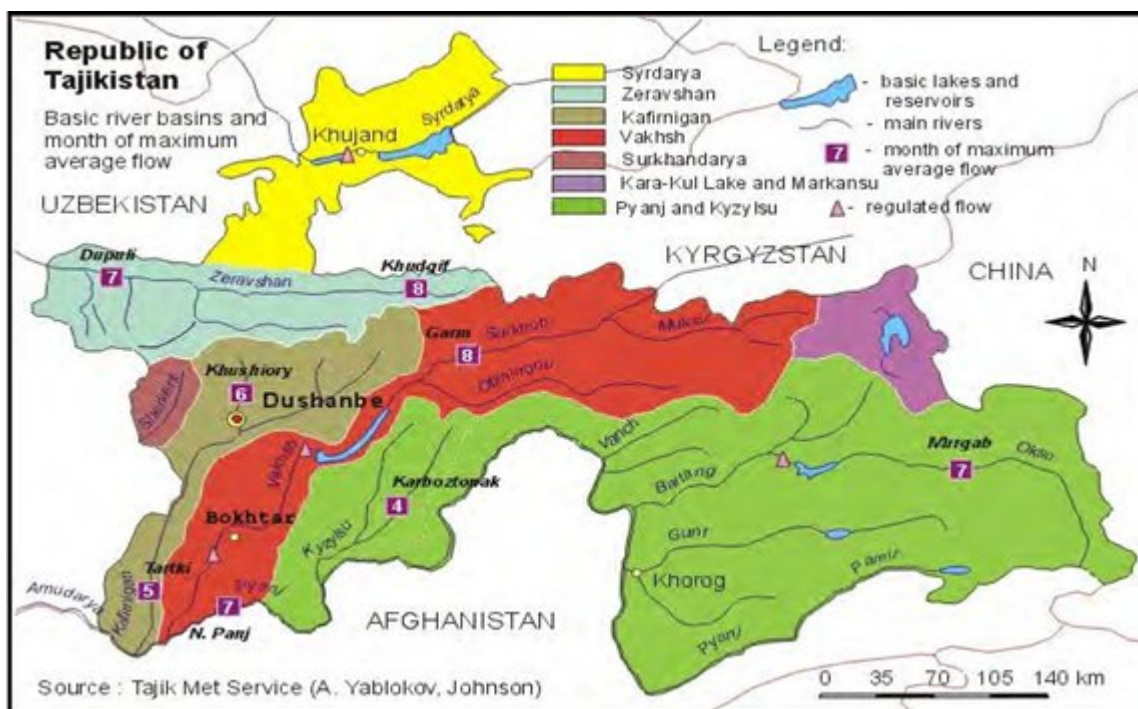 Republic of
Tajikistan
Basic river basins and
month of maximum
average flow
Legend:
Syrdarya
Zeravshan
Kafirnigan
Vakhsh
Surkhandarya
Kara-Kul Lake and Markansu
Pyanj and Kyzylsu
- basic lakes and
reservoirs
- main rivers
7 - month of maximum
average flow
- regulated flow
Khujand
Syrdarya
UZBEKISTAN
KYRGYZSTAN
CHINA
N
Dupuli
7
Zeravshan
Khudgif
8
Garm
8
Surkhob
Muksu
Obihingou
Khushiory
6
Dushanbe
Sherkent
Vakhsh
Vanch
Bartang
Murgab
7
Oksu
Karboztonak
4
Kyzylsu
Bokhtar
Gunt
Pamir
Khorog
Tartki
5
Kafirnigan
Pyanj
7
N. Panj
Amudarya
AFGHANISTAN
Pyanj
Source : Tajik Met Service (A. Yablokov, Johnson)
0 35 70 105 140 km